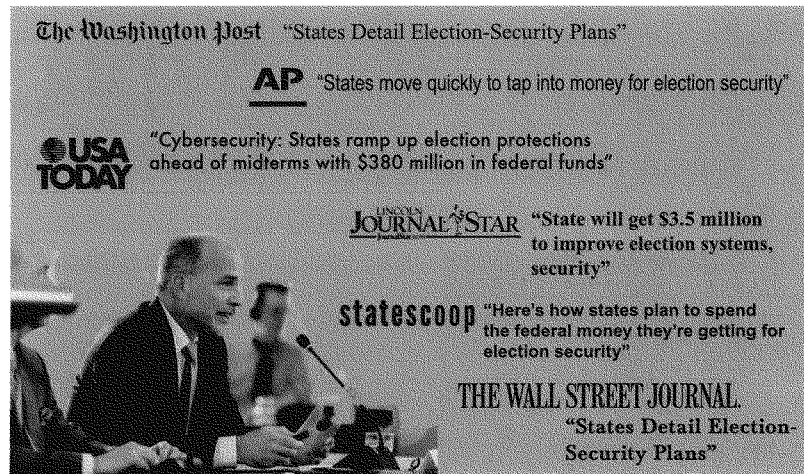 The Washington Post “States Detail Election-Security Plans”
AP “States move quickly to tap into money for election security”
“Cybersecurity: States ramp up election protections
USA TODAY ahead of midterms with $380 million in federal funds”
LINCOLN
JOURNAL STAR “State will get $3.5 million
to improve election systems,
security”
statescoop “Here’s how states plan to spend
the federal money they’re getting for
election security”
THE WALL STREET JOURNAL.
“States Detail Election-
Security Plans”